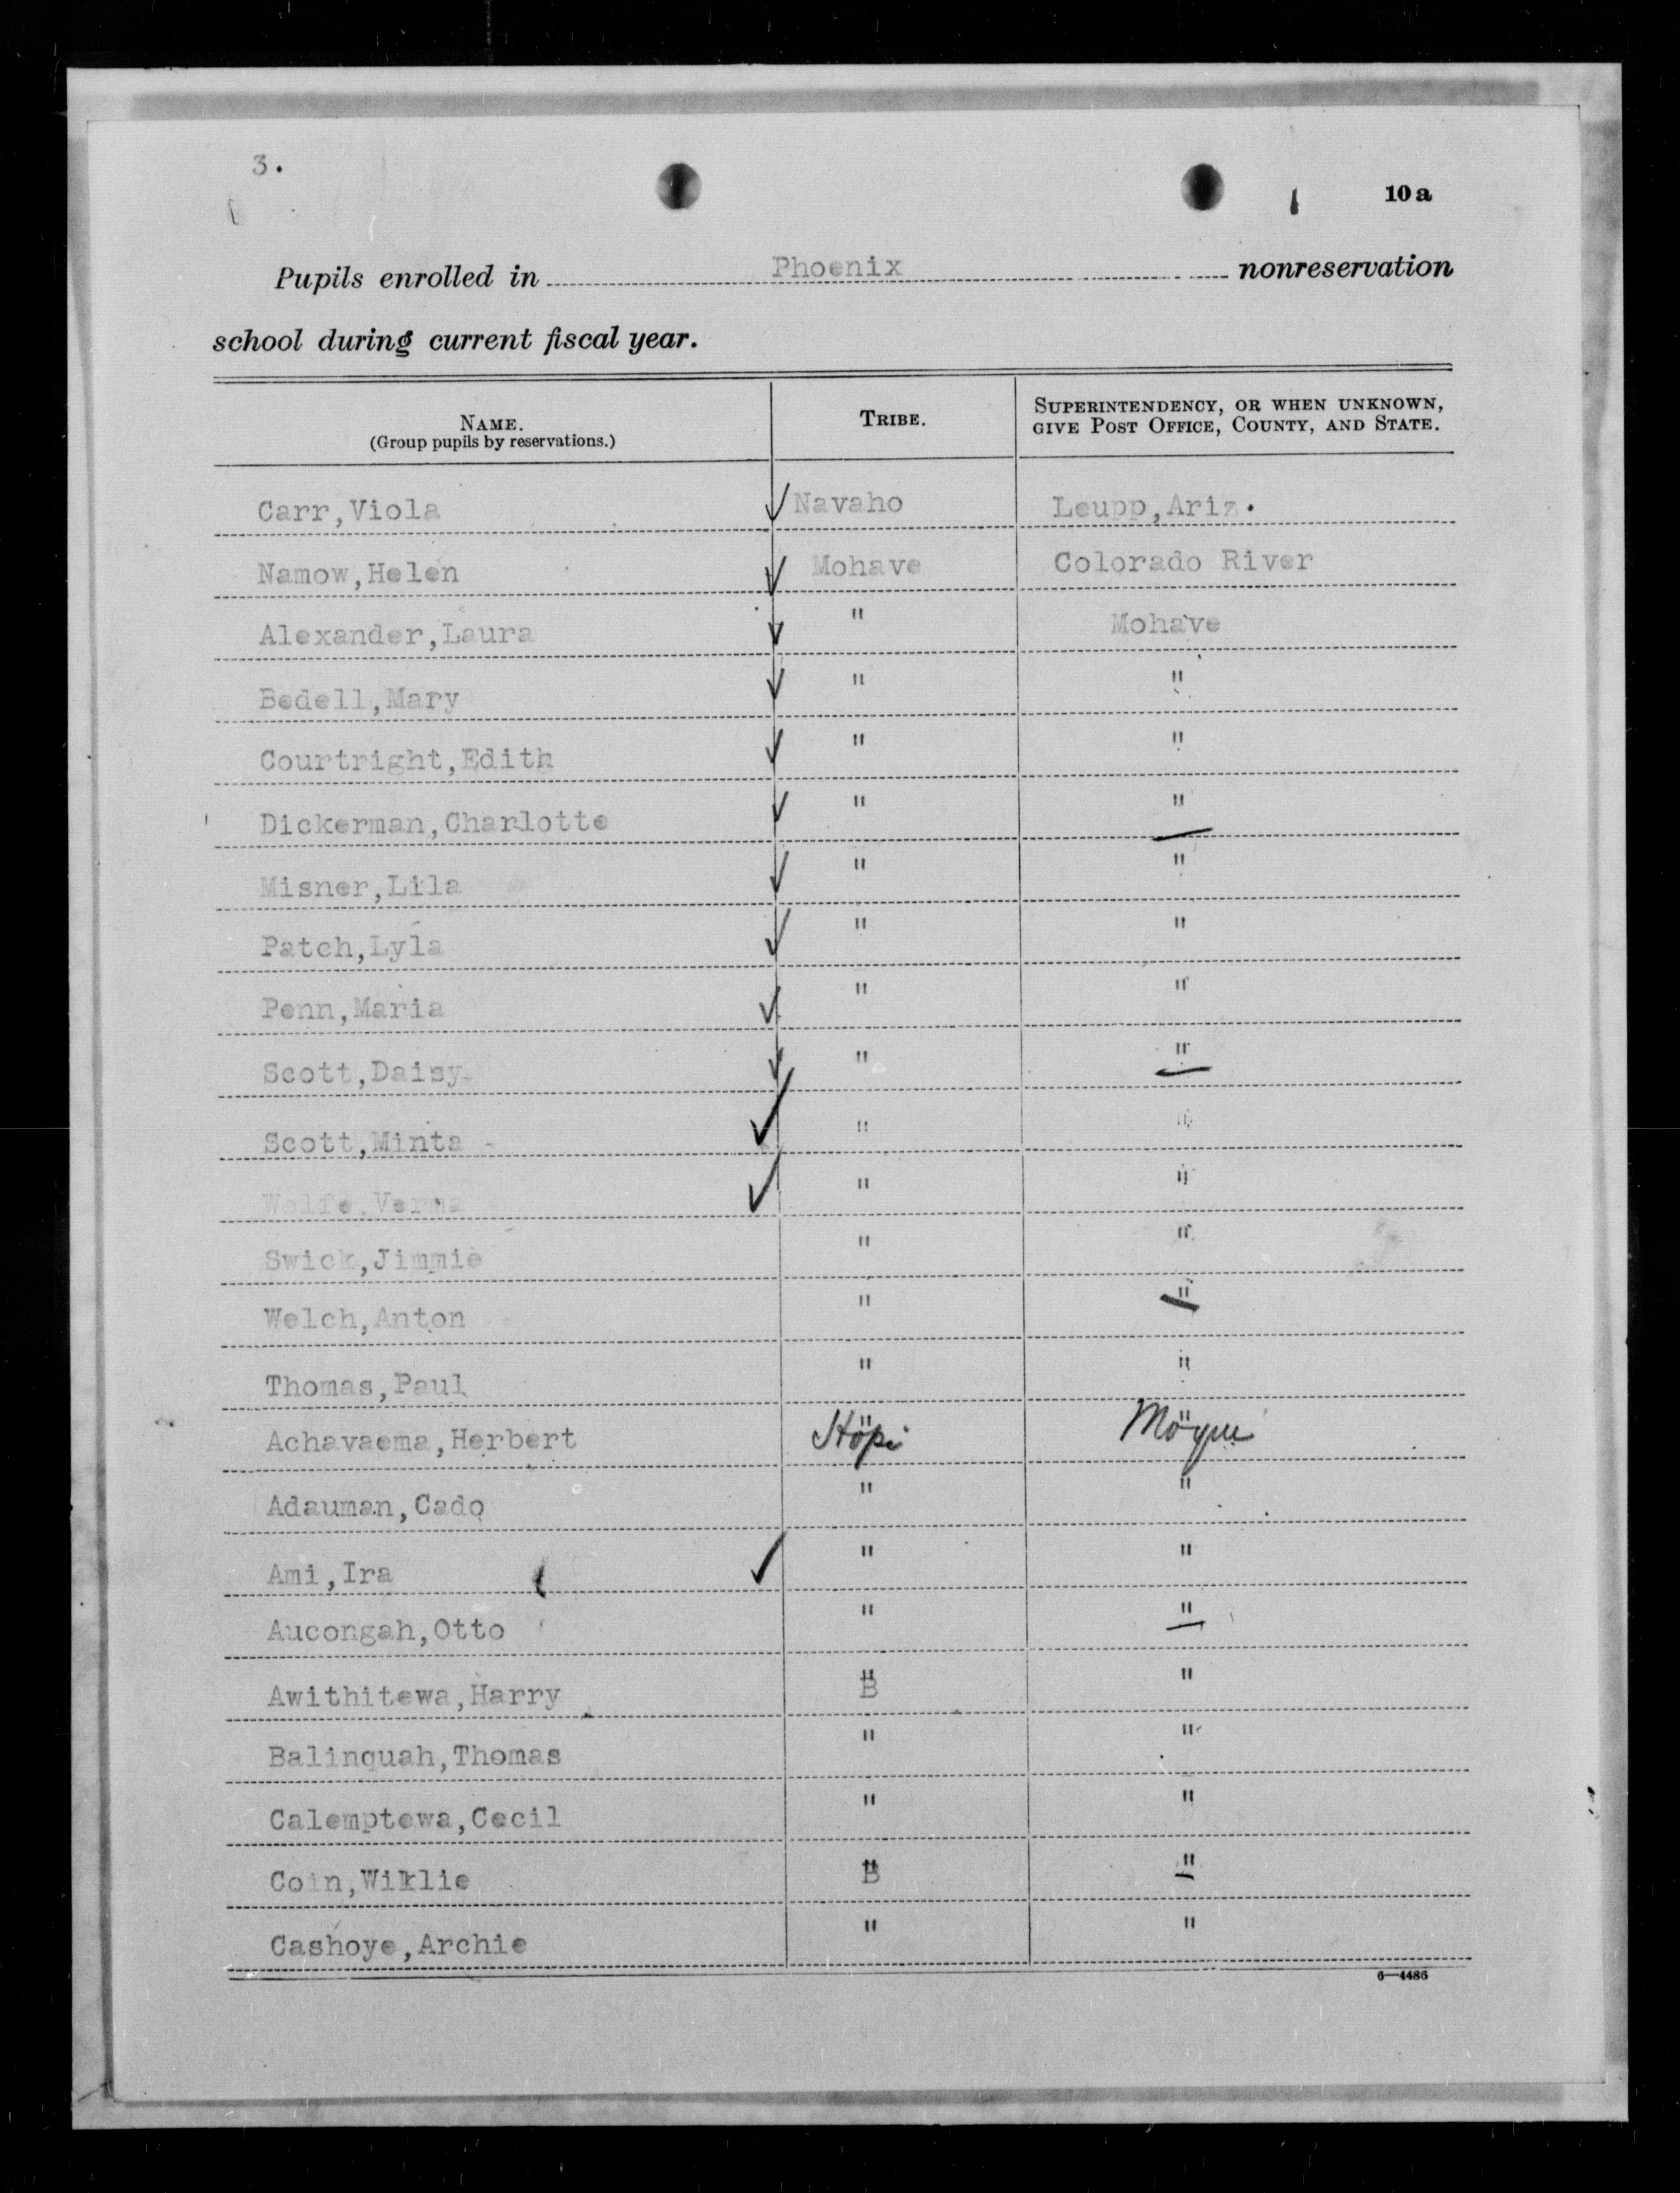 3.
10 a
Pupils enrolled in Phoenix nonreservation
school during current fiscal year.
NAME. TRIBE. SUPERINTENDENCY, OR WHEN UNKNOWN,
(Group pupils by reservations.) GIVE POST OFFICE, COUNTY, AND STATE.
Carr,Viola Navaho Leupp,Ariz.
Namow,Helen Mohave Colorado River
Alexander,Laura " Mohave
Bedell,Mary " "
Courtright,Edith " "
Dickerman,Charlotte " "
Misner,Lila " "
Patch,Lyla " "
Penn,Maria " "
Scott,Daisy " "
Scott,Minta - " "
Wolfe,Verna " "
Swick,Jimmie " "
Welch,Anton " "
Thomas,Paul " "
Achavaema,Herbert Hopi Moqui
Adauman,Cado " "
Ami,Ira " "
Aucongah,Otto " "
Awithitewa,Harry " "
Balinquah,Thomas " "
Calemptewa,Cecil " "
Coin,Wiklie " "
Cashoye,Archie " "
6—4486